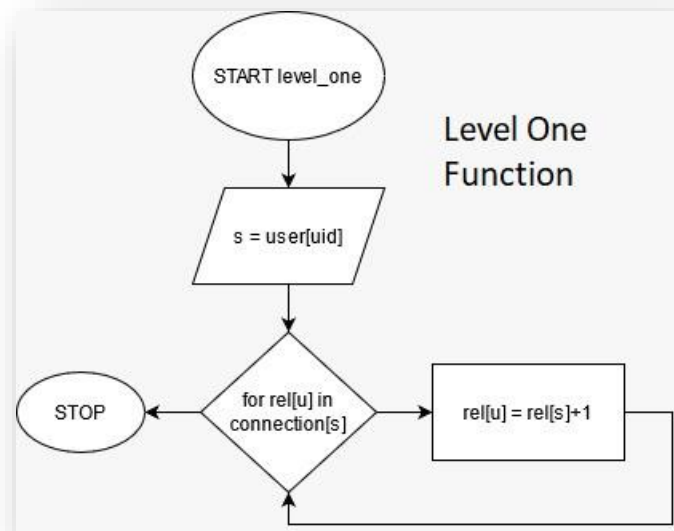 START level_one
Level One
Function
s = user[uid]
for rel[u] in
connection[s]
STOP
rel[u] = rel[s]+1